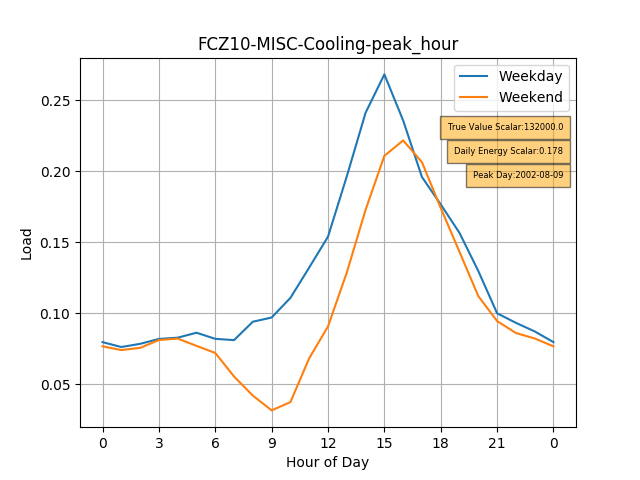 FCZ10-MISC-Cooling-peak_hour
Weekday
Weekend
True Value Scalar:132000.0
Daily Energy Scalar:0.178
Peak Day:2002-08-09
0.25
0.20
0.15
0.10
0.05
Load
0 3 6 9 12 15 18 21 0
Hour of Day